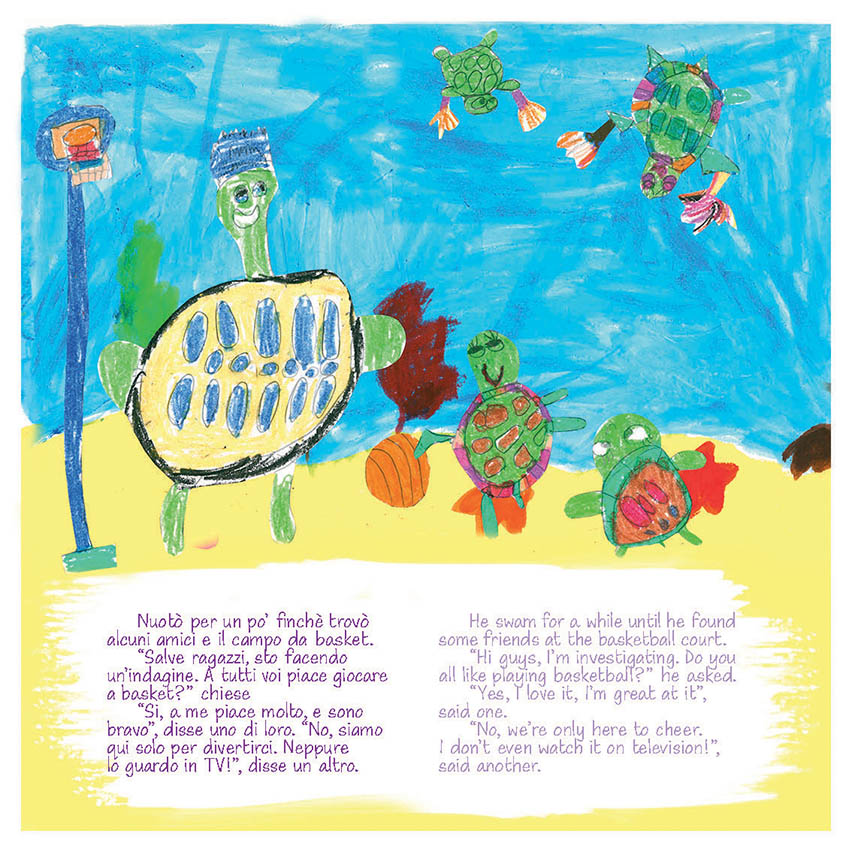 Nuotò per un po' finchè trovò
alcuni amici e il campo da basket.
"Salve ragazzi, sto facendo
un'indagine. A tutti voi piace giocare
a basket?" chiese
"Si, a me piace molto, e sono
bravo", disse uno di loro. "No, siamo
qui solo per divertirci. Neppure
ló guardo in TV!", disse un altro.
He swam for a while until he found
some friends at the basketball court.
"Hi guys, I'm investigating. Do you
all like playing basketball?" he asked.
"Yes, I love it, I'm great at it",
said one.
"No, we're only here to cheer.
I don't even watch it on television!",
said another.